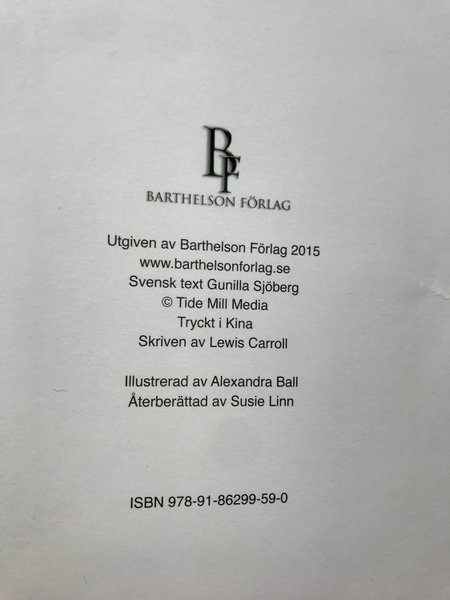 BF
BARTHELSON FÖRLAG
Utgiven av Barthelson Förlag 2015
www.barthelsonforlag.se
Svensk text Gunilla Sjöberg
© Tide Mill Media
Tryckt i Kina
Skriven av Lewis Carroll
Illustrerad av Alexandra Ball
Återberättad av Susie Linn
ISBN 978-91-86299-59-0